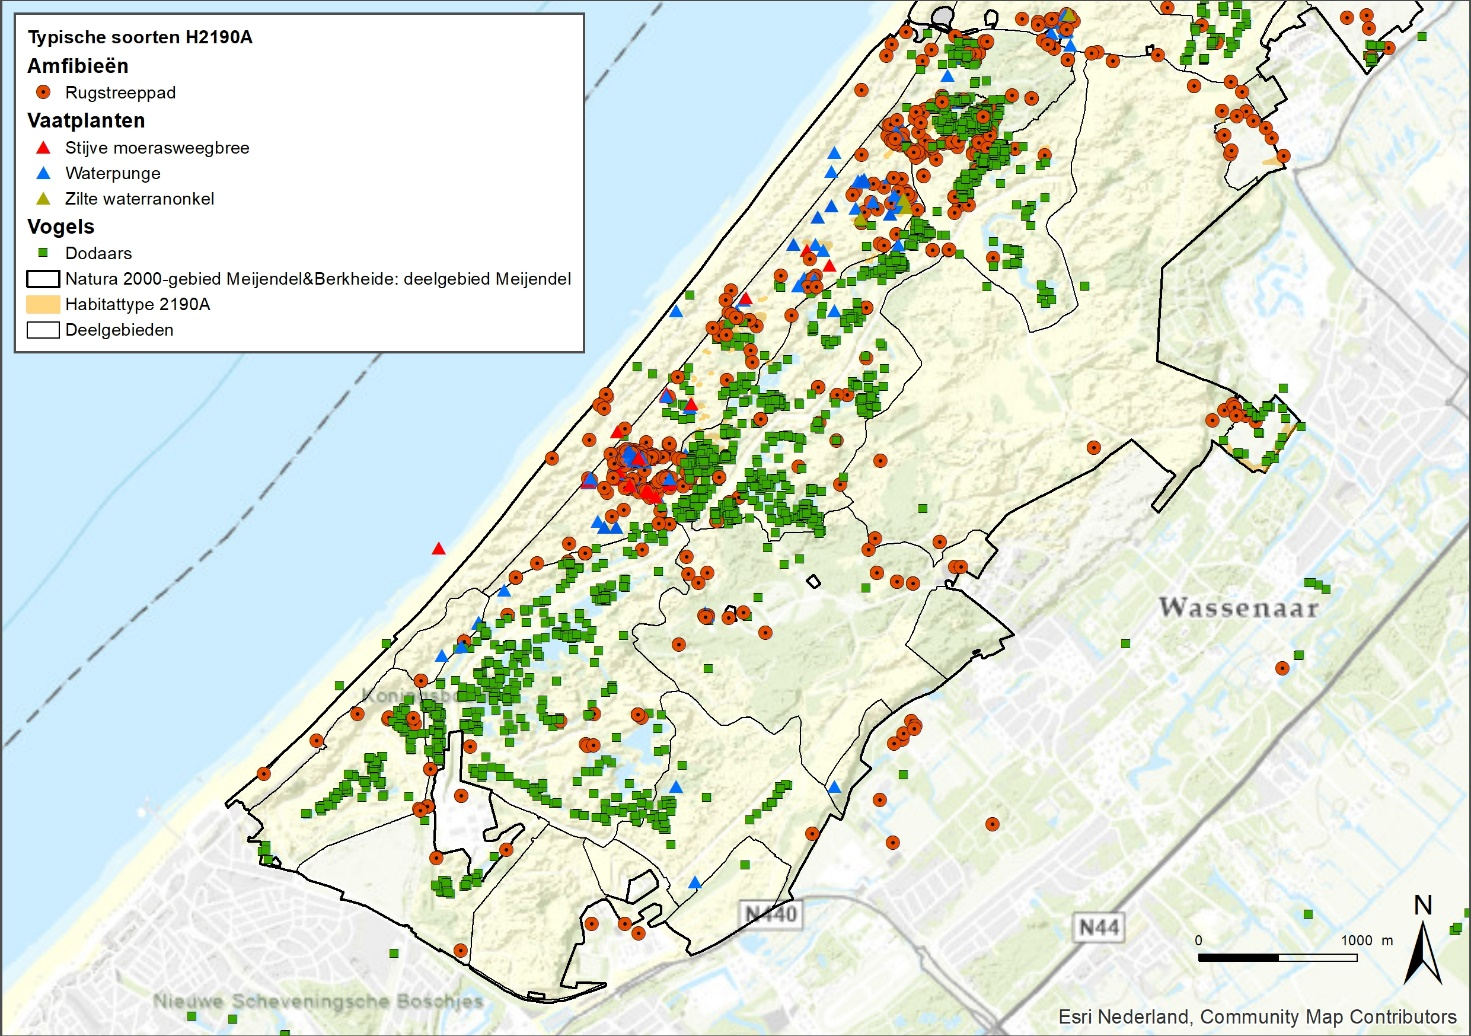 Typische soorten H2190A
Amfibieën
Rugstreeppad
Vaatplanten
Stijve moerasweegbree
Waterpunge
Zilte waterranonkel
Vogels
Dodaars
Natura 2000-gebied Meijendel&Berkheide: deelgebied Meijendel
Habitattype 2190A
Deelgebieden
Wassenaar
N440
N44
N
0 1000 m
Nieuwe Scheveningsche Boschjes
Esri Nederland, Community Map Contributors